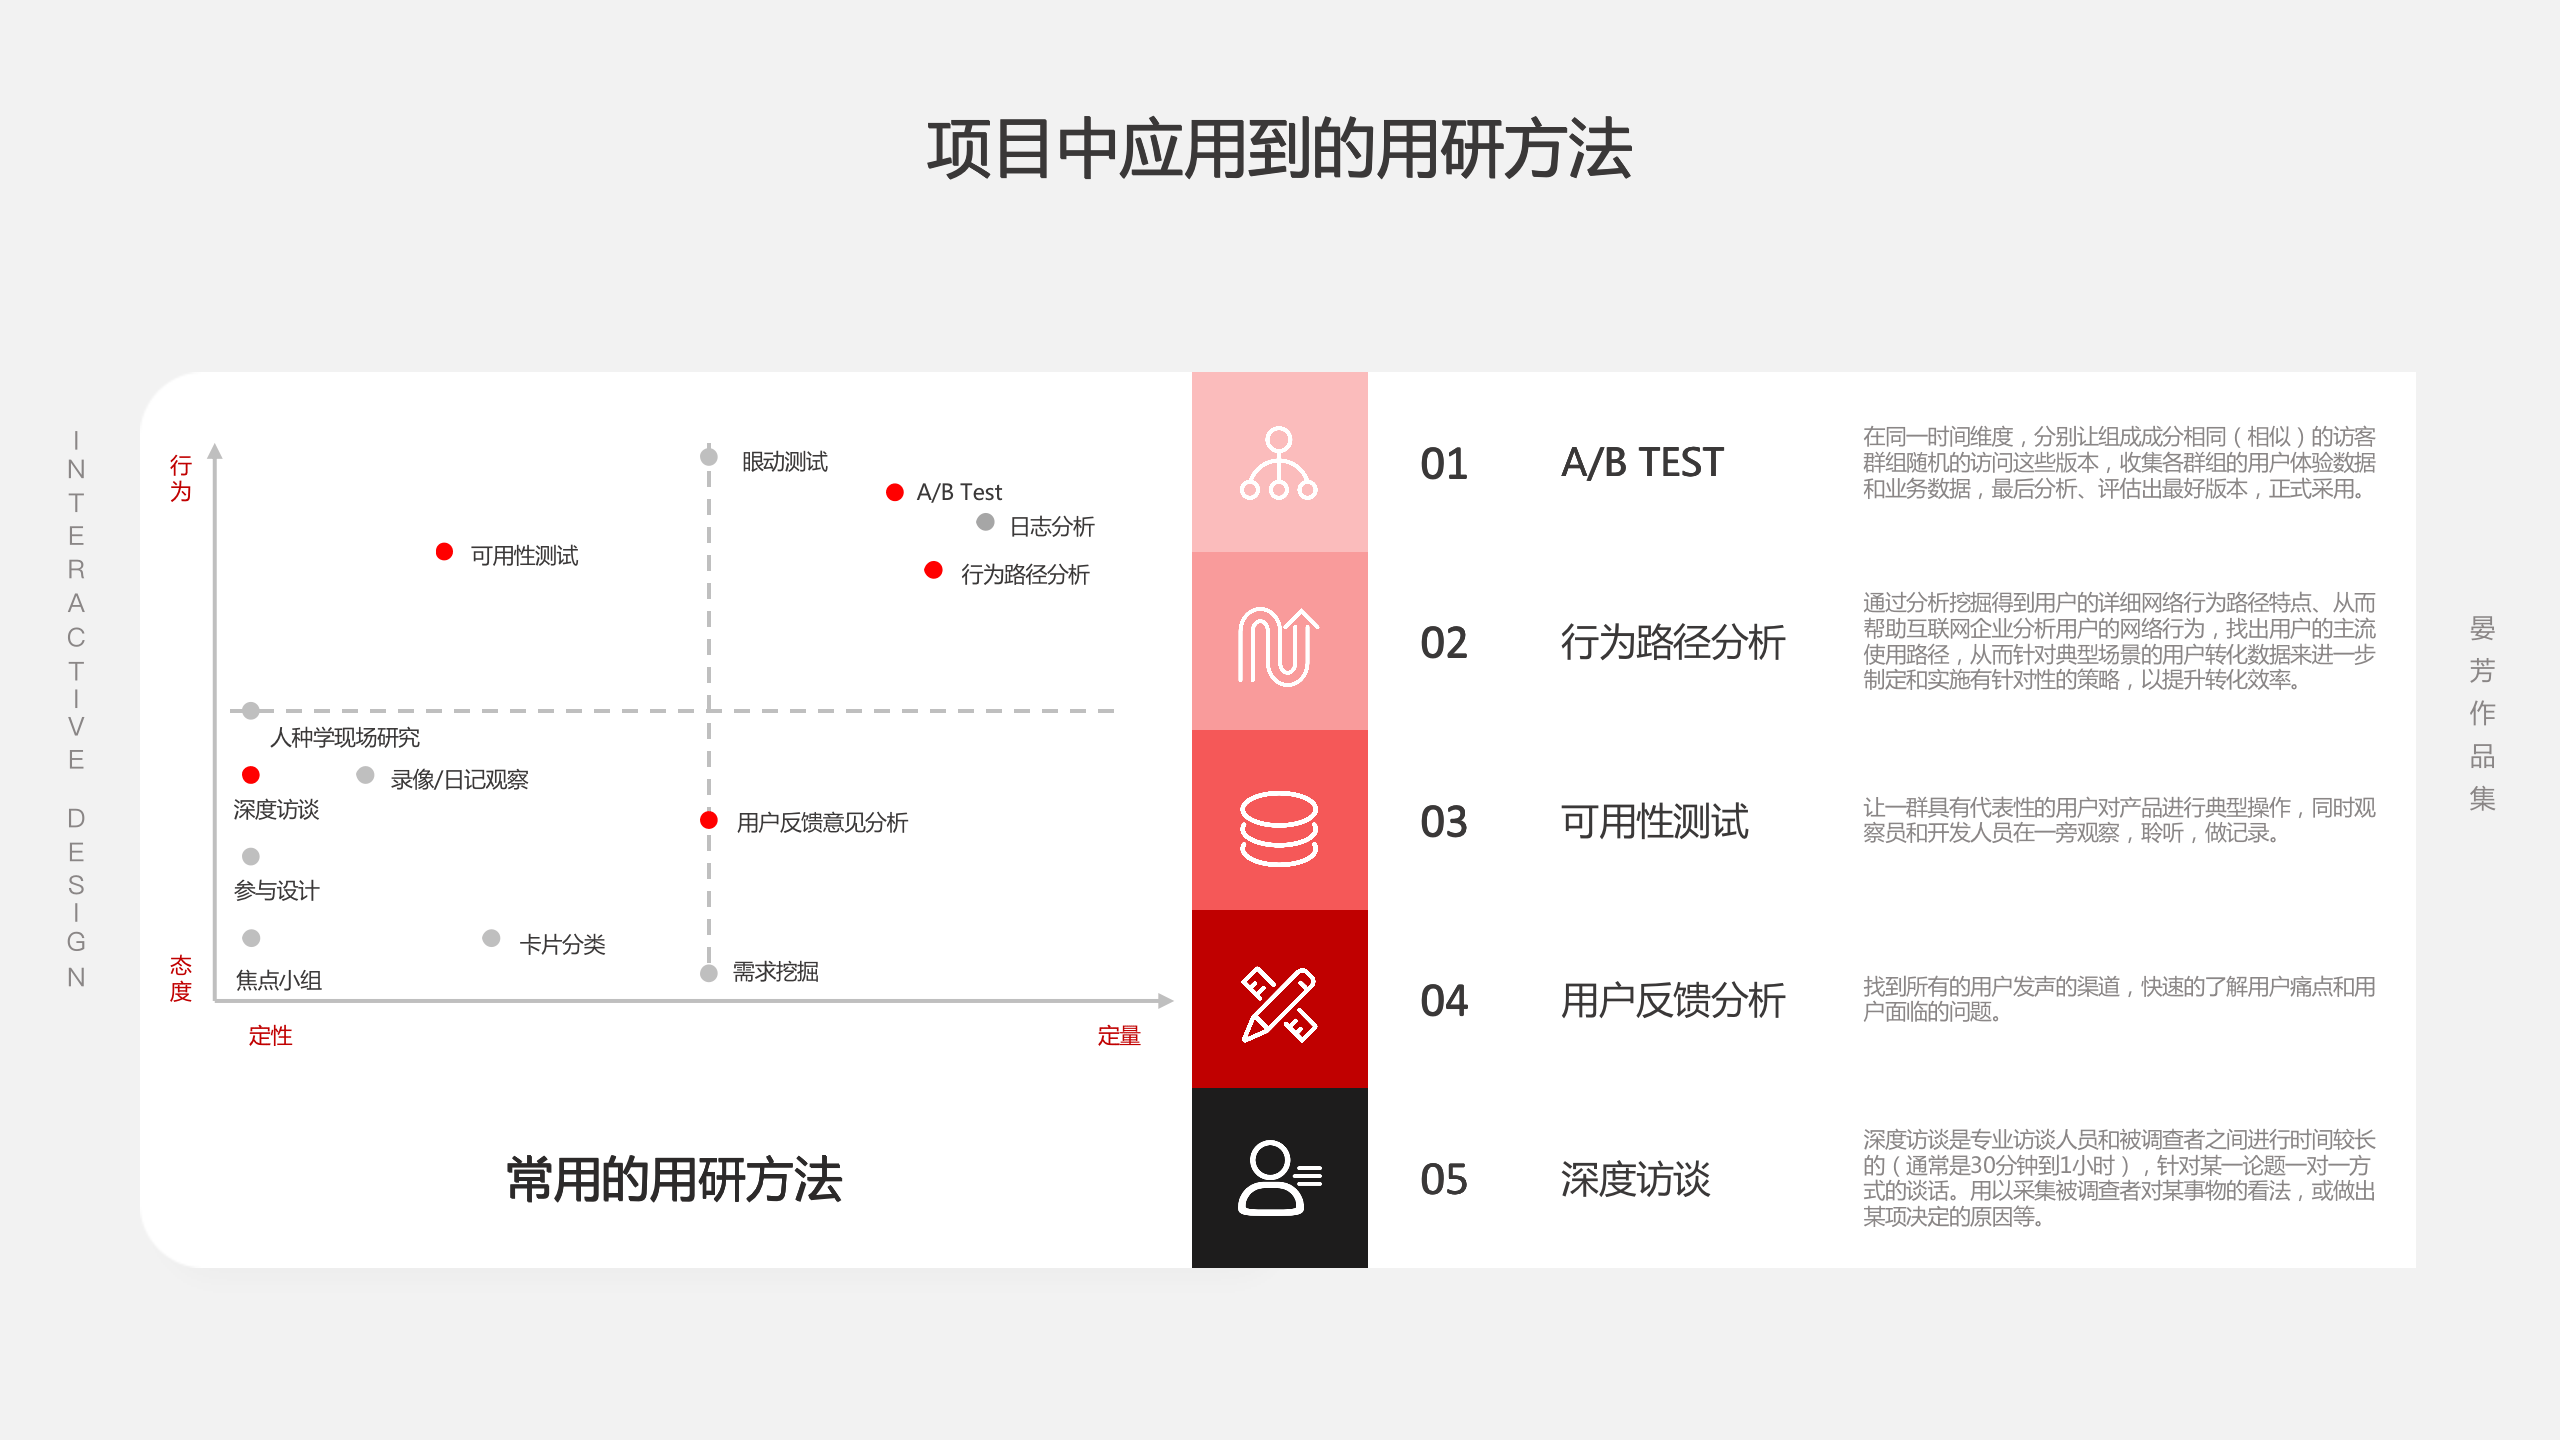 项目中应用到的用研方法
INTERACTIVE DESIGN
行为
眼动测试
A/B Test
日志分析
可用性测试
行为路径分析
人种学现场研究
录像/日记观察
深度访谈
用户反馈意见分析
参与设计
卡片分类
态度
需求挖掘
焦点小组
定性
定量
常用的用研方法
01
A/B TEST
在同一时间维度，分别让组成成分相同（相似）的访客
群组随机的访问这些版本，收集各群组的用户体验数据
和业务数据，最后分析、评估出最好版本，正式采用。
02
行为路径分析
通过分析挖掘得到用户的详细网络行为路径特点、从而
帮助互联网企业分析用户的网络行为，找出用户的主流
使用路径，从而针对典型场景的用户转化数据来进一步
制定和实施有针对性的策略，以提升转化效率。
03
可用性测试
让一群具有代表性的用户对产品进行典型操作，同时观
察员和开发人员在一旁观察，聆听，做记录。
04
用户反馈分析
找到所有的用户发声的渠道，快速的了解用户痛点和用
户面临的问题。
05
深度访谈
深度访谈是专业访谈人员和被调查者之间进行时间较长
的（通常是30分钟到1小时），针对某一论题一对一方
式的谈话。用以采集被调查者对某事物的看法，或做出
某项决定的原因等。
晏芳作品集